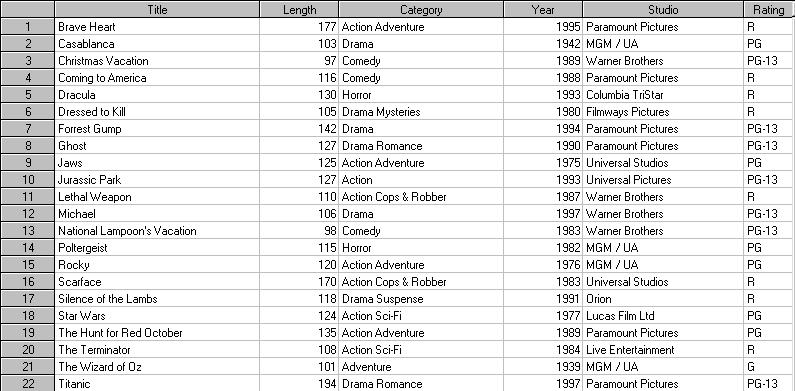 Title Length Category Year Studio Rating
1 Brave Heart 177 Action Adventure 1995 Paramount Pictures R
2 Casablanca 103 Drama 1942 MGM / UA PG
3 Christmas Vacation 97 Comedy 1989 Warner Brothers PG-13
4 Coming to America 116 Comedy 1988 Paramount Pictures R
5 Dracula 130 Horror 1993 Columbia TriStar R
6 Dressed to Kill 105 Drama Mysteries 1980 Filmways Pictures R
7 Forrest Gump 142 Drama 1994 Paramount Pictures PG-13
8 Ghost 127 Drama Romance 1990 Paramount Pictures PG-13
9 Jaws 125 Action Adventure 1975 Universal Studios PG
10 Jurassic Park 127 Action 1993 Universal Pictures PG-13
11 Lethal Weapon 110 Action Cops & Robber 1987 Warner Brothers R
12 Michael 106 Drama 1997 Warner Brothers PG-13
13 National Lampoon's Vacation 98 Comedy 1983 Warner Brothers PG-13
14 Poltergeist 115 Horror 1982 MGM / UA PG
15 Rocky 120 Action Adventure 1976 MGM / UA PG
16 Scarface 170 Action Cops & Robber 1983 Universal Studios R
17 Silence of the Lambs 118 Drama Suspense 1991 Orion R
18 Star Wars 124 Action Sci-Fi 1977 Lucas Film Ltd PG
19 The Hunt for Red October 135 Action Adventure 1989 Paramount Pictures PG
20 The Terminator 108 Action Sci-Fi 1984 Live Entertainment R
21 The Wizard of Oz 101 Adventure 1939 MGM / UA G
22 Titanic 194 Drama Romance 1997 Paramount Pictures PG-13